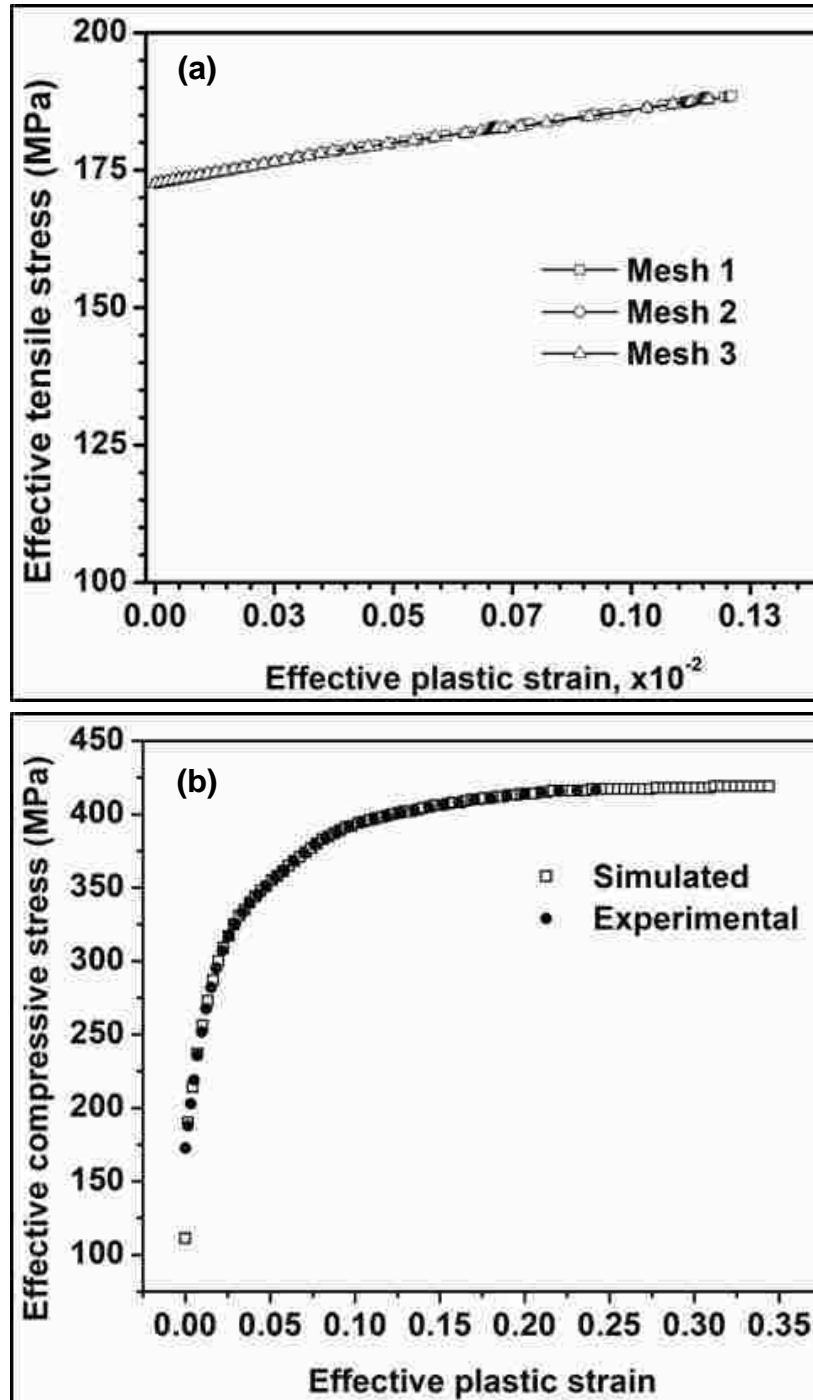 (a)
Effective tensile stress (MPa)
200
175
150
125
100
Mesh 1
Mesh 2
Mesh 3
0.00 0.03 0.05 0.07 0.10 0.13
Effective plastic strain, x10⁻²
(b)
Effective compressive stress (MPa)
450
400
350
300
250
200
150
100
Simulated
Experimental
0.00 0.05 0.10 0.15 0.20 0.25 0.30 0.35
Effective plastic strain